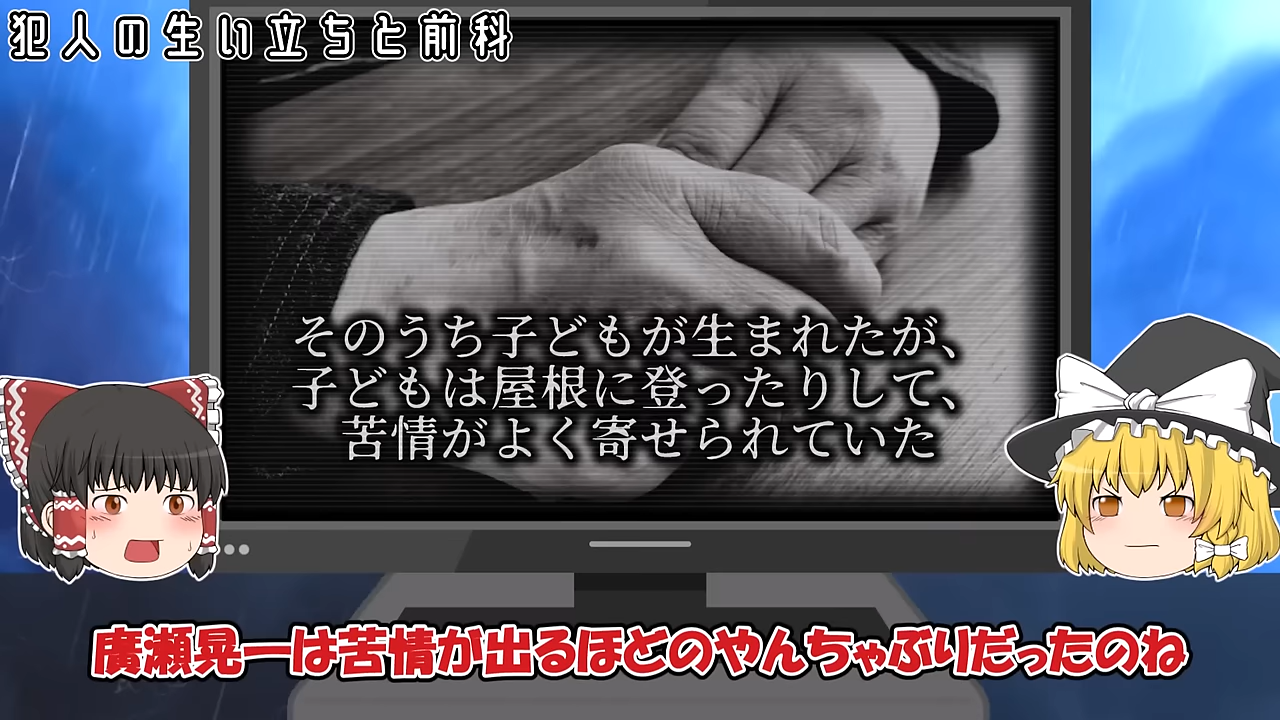 犯人の生い立ちと前科
そのうち子どもが生まれたが、
子どもは屋根に登ったりして、
苦情がよく寄せられていた
廣瀬晃一は苦情が出るほどのやんちゃぶりだったのね